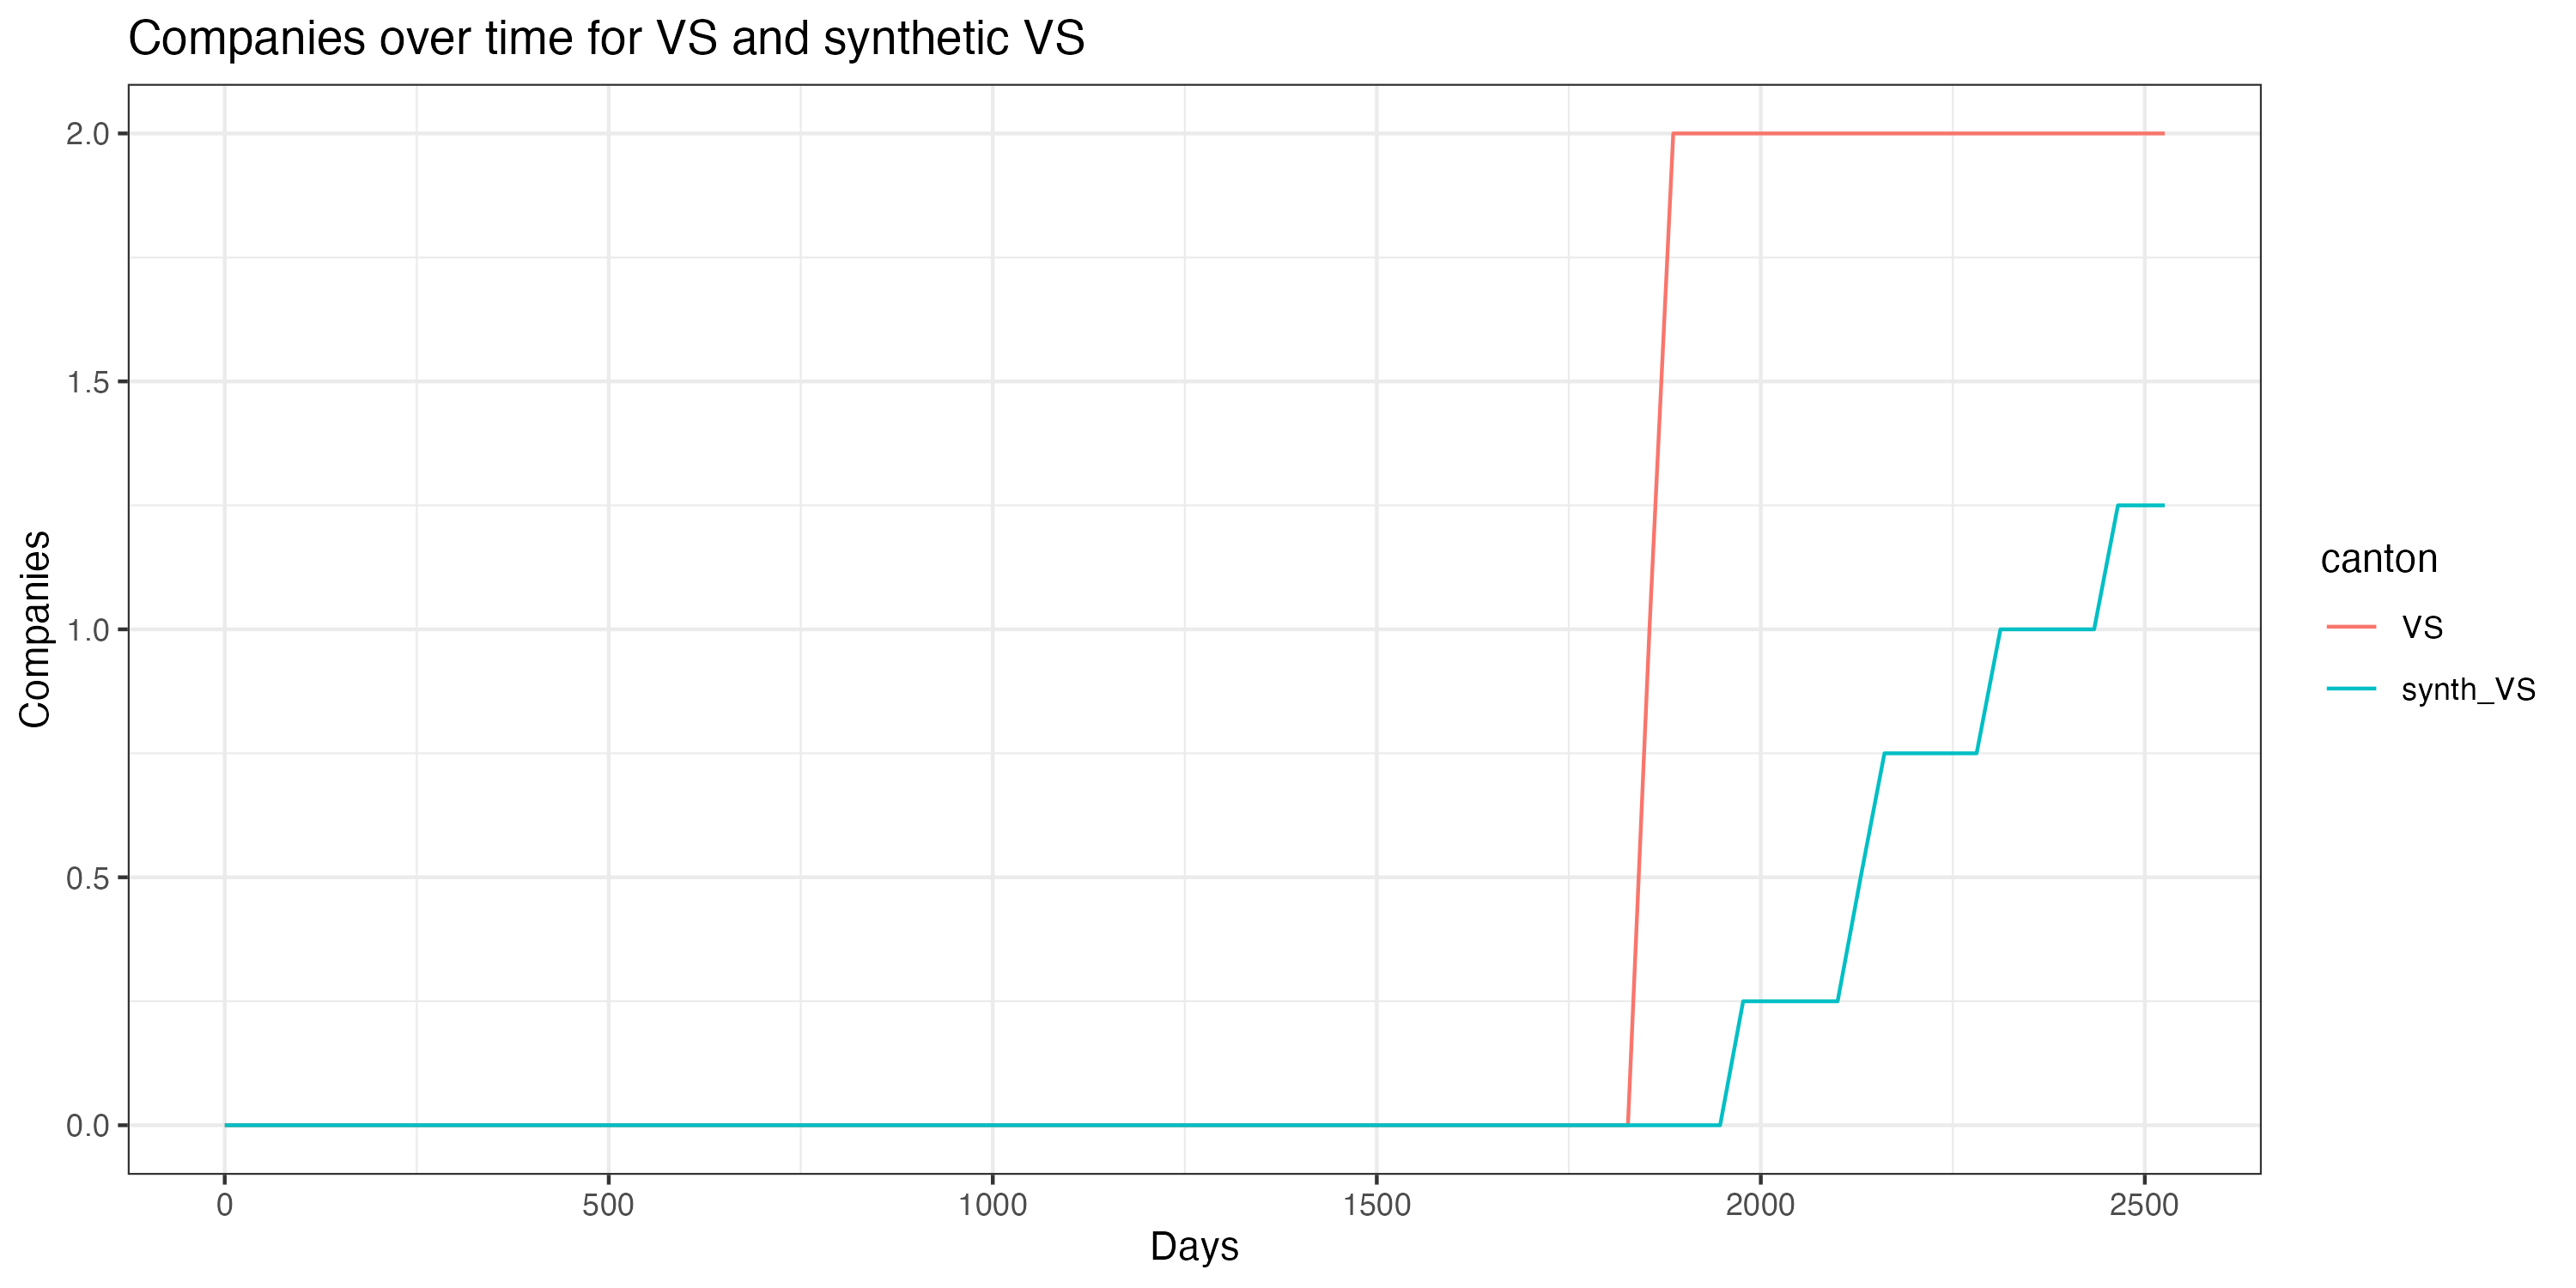 Companies over time for VS and synthetic VS
Companies
2.0
1.5
1.0
0.5
0.0
0
500
1000
1500
2000
2500
Days
canton
VS
synth_VS